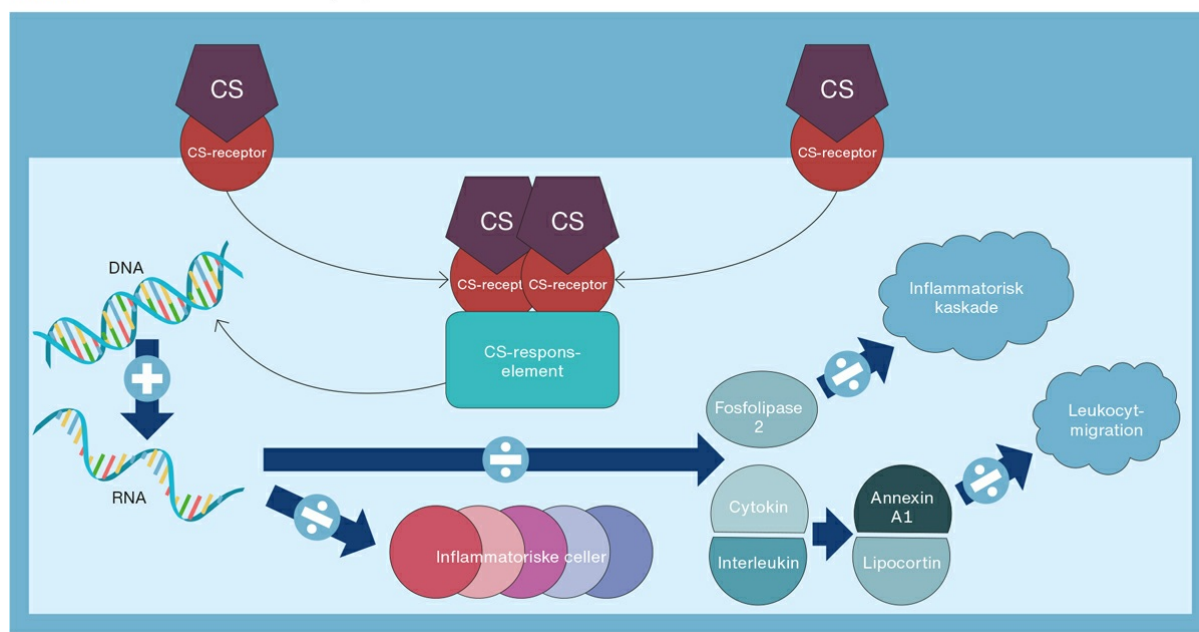 CS
CS-receptor
CS
CS-receptor
CS
CS
CS-recept
CS-receptor
CS-respons-
element
DNA
RNA
Inflammatorisk
kaskade
Fosfolipase
2
Leukocyt-
migration
Cytokin
Interleukin
Annexin
A1
Lipocortin
Inflammatoriske celler